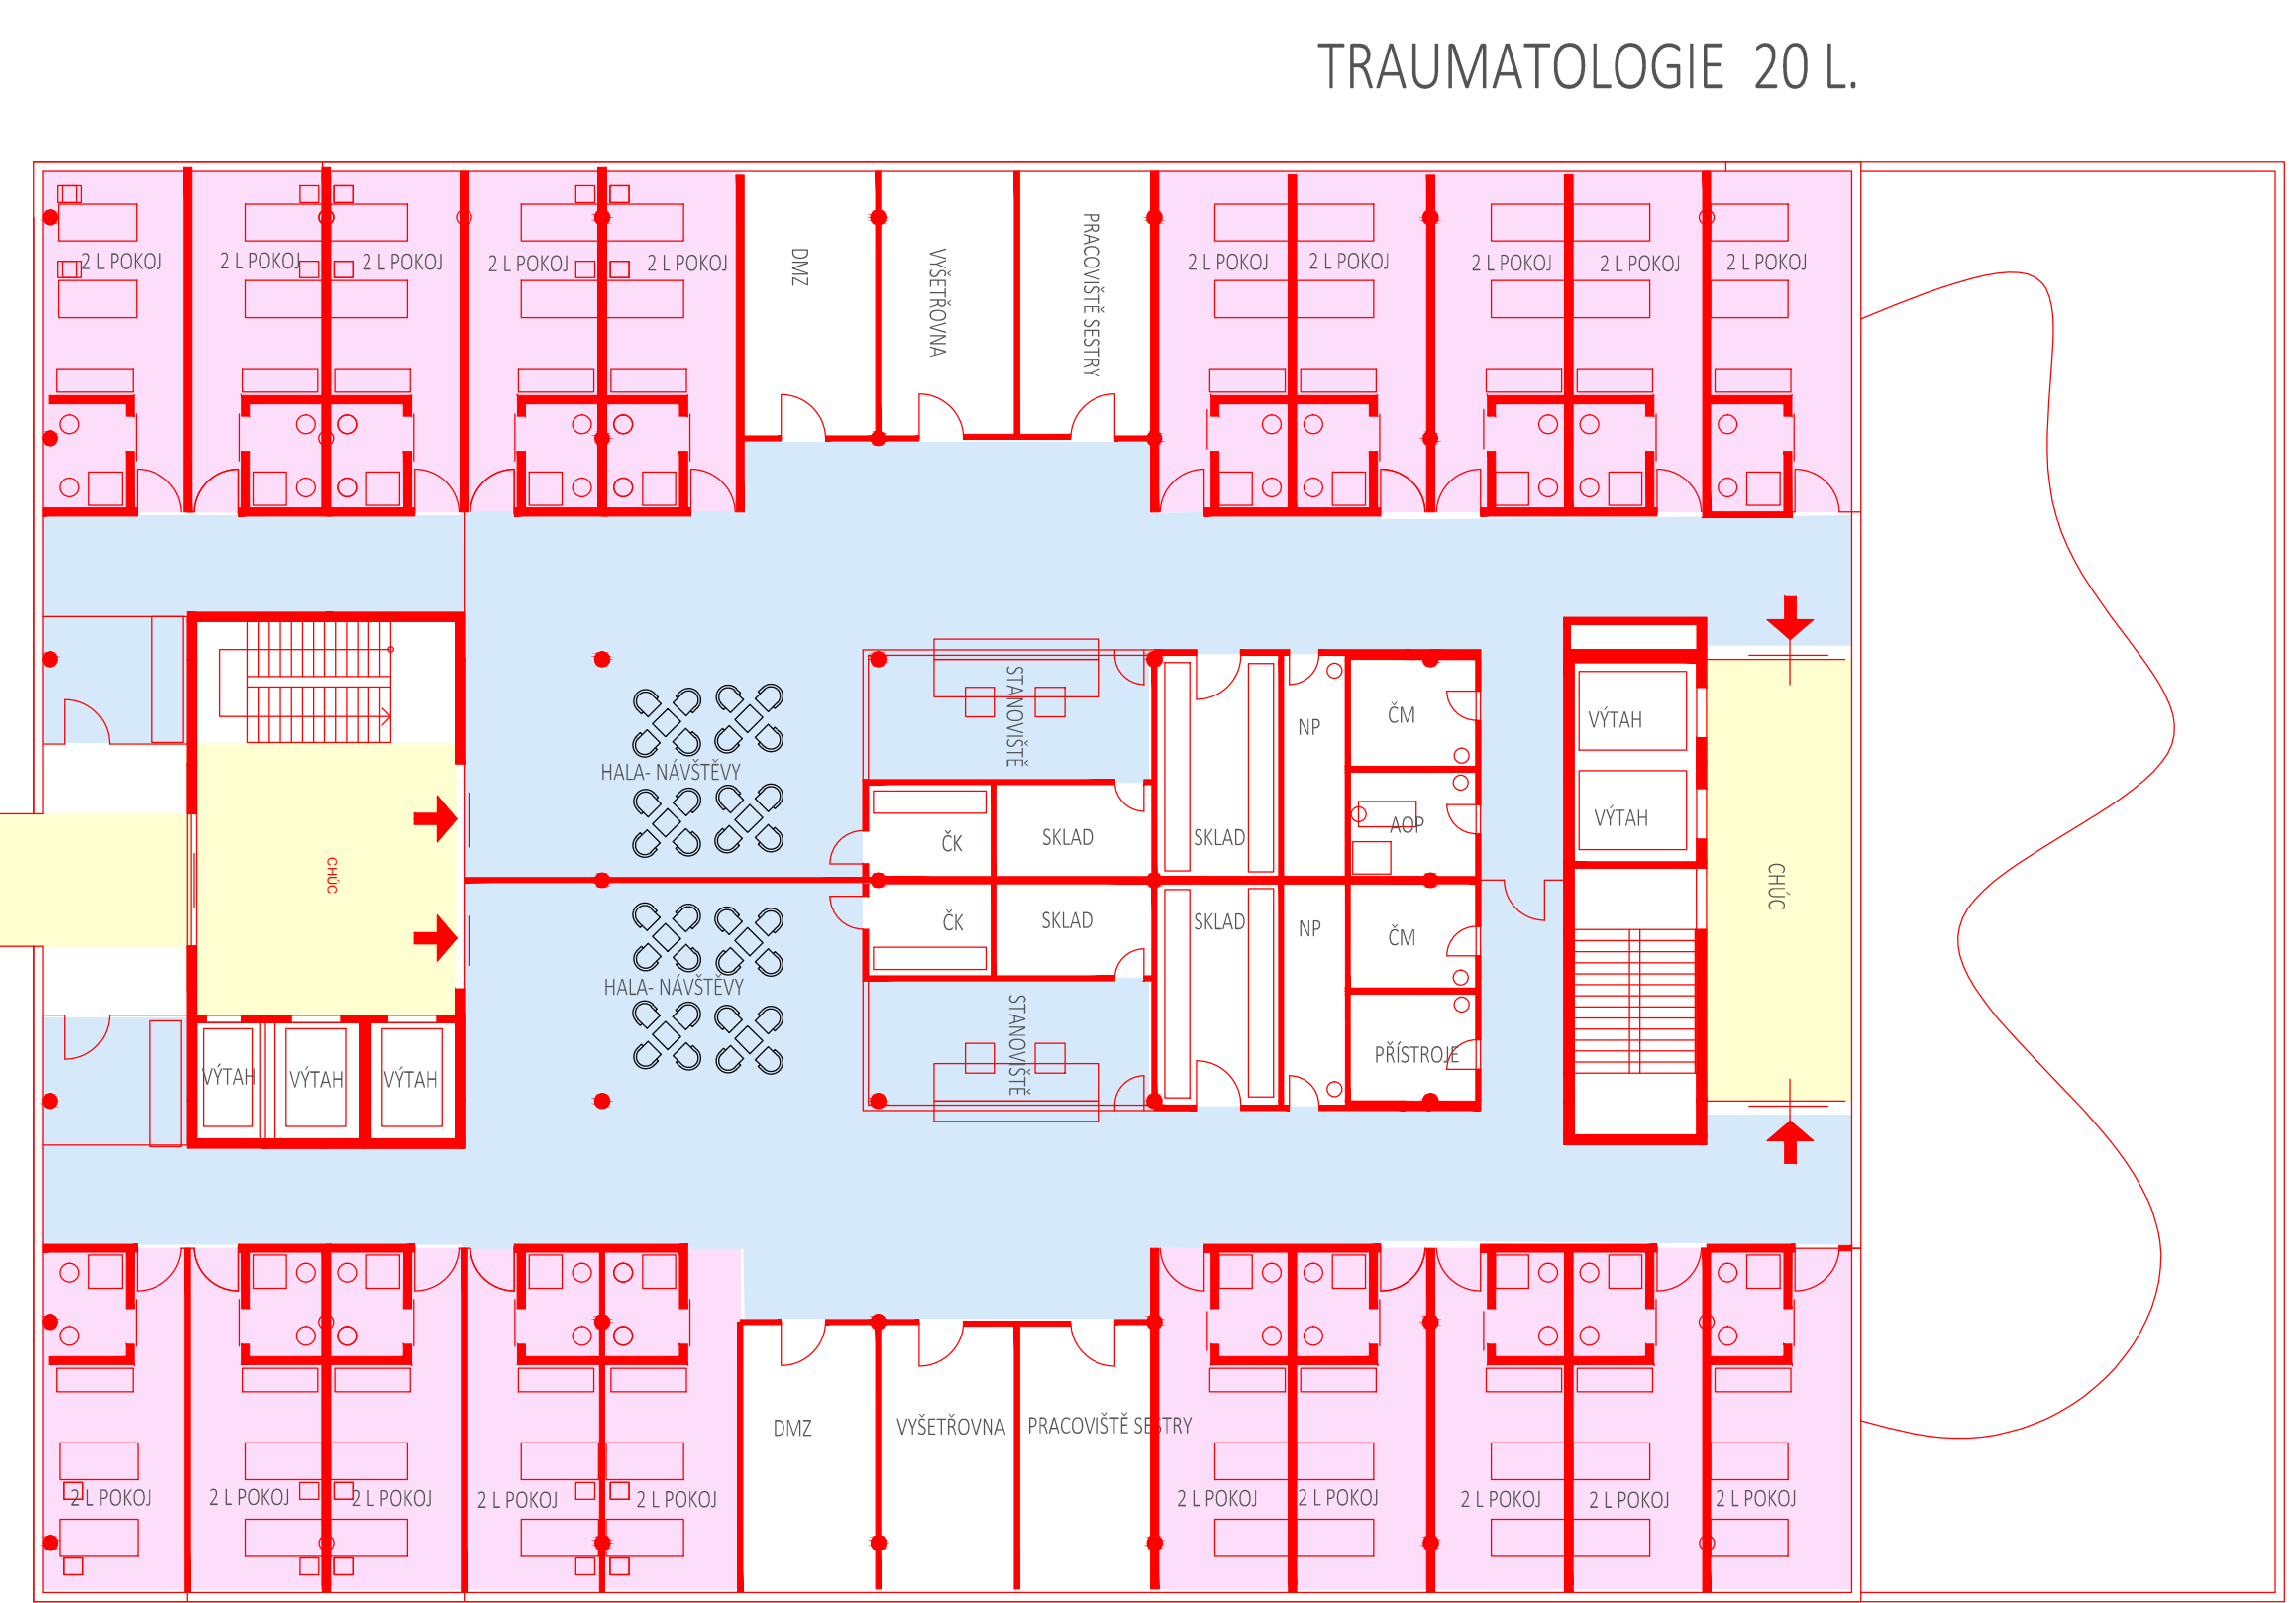 TRAUMATOLOGIE 20 L.
2 L POKOJ
2 L POKOJ
2 L POKOJ
2 L POKOJ
2 L POKOJ
DMZ
VYŠETŘOVNA
PRACOVIŠTĚ SESTRY
2 L POKOJ
2 L POKOJ
2 L POKOJ
2 L POKOJ
2 L POKOJ
HALA- NÁVŠTĚVY
STANOVIŠTĚ
NP
ČM
VÝTAH
ČK
SKLAD
SKLAD
AOP
VÝTAH
CHÚC
CHÚC
ČK
SKLAD
SKLAD
NP
ČM
HALA- NÁVŠTĚVY
STANOVIŠTĚ
PŘÍSTROJE
VÝTAH
VÝTAH
VÝTAH
DMZ
VYŠETŘOVNA
PRACOVIŠTĚ SESTRY
2 L POKOJ
2 L POKOJ
2 L POKOJ
2 L POKOJ
2 L POKOJ
2 L POKOJ
2 L POKOJ
2 L POKOJ
2 L POKOJ
2 L POKOJ